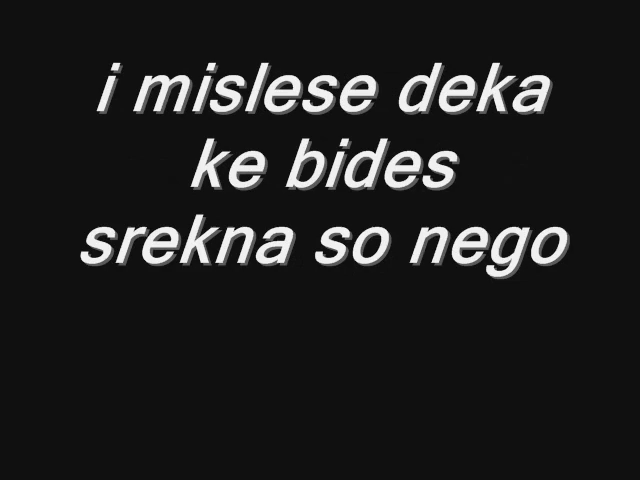 i mislese deka
ke bides
srekna so nego